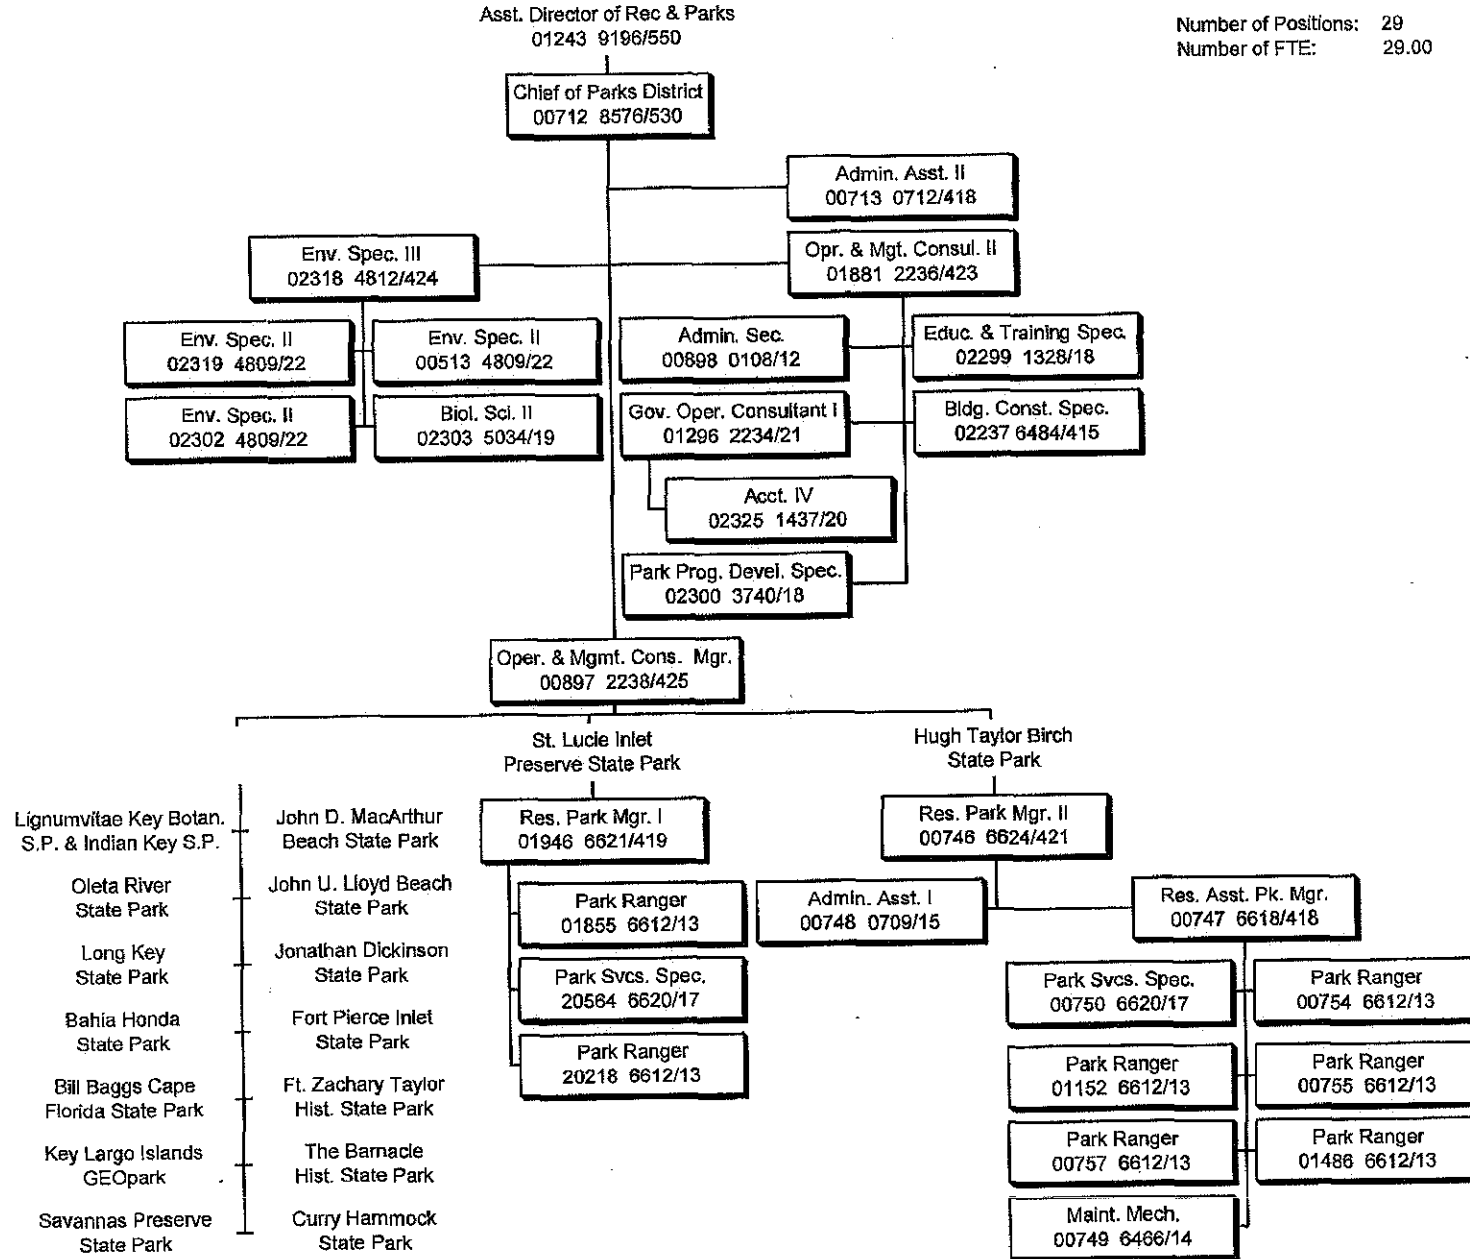 Asst. Director of Rec & Parks
01243 9196/550
Number of Positions: 29
Number of FTE: 29.00
Chief of Parks District
00712 8576/530
Admin. Asst. II
00713 0712/418
Env. Spec. III
02318 4812/424
Opr. & Mgt. Consul. II
01881 2236/423
Env. Spec. II
02319 4809/22
Env. Spec. II
00513 4809/22
Admin. Sec.
00898 0108/12
Educ. & Training Spec.
02299 1328/18
Env. Spec. II
02302 4809/22
Biol. Sci. II
02303 5034/19
Gov. Oper. Consultant I
01296 2234/21
Bldg. Const. Spec.
02237 6484/415
Acct. IV
02325 1437/20
Park Prog. Devel. Spec.
02300 3740/18
Oper. & Mgmt. Cons. Mgr.
00897 2238/425
St. Lucie Inlet
Preserve State Park
Hugh Taylor Birch
State Park
Lignumvitae Key Botan.
S.P. & Indian Key S.P.
John D. MacArthur
Beach State Park
Oleta River
State Park
John U. Lloyd Beach
State Park
Long Key
State Park
Jonathan Dickinson
State Park
Bahia Honda
State Park
Fort Pierce Inlet
State Park
Bill Baggs Cape
Florida State Park
Ft. Zachary Taylor
Hist. State Park
Key Largo Islands
GEOpark
The Barnacle
Hist. State Park
Savannas Preserve
State Park
Curry Hammock
State Park
Res. Park Mgr. I
01946 6621/419
Park Ranger
01855 6612/13
Park Svcs. Spec.
20564 6620/17
Park Ranger
20218 6612/13
Res. Park Mgr. II
00746 6624/421
Admin. Asst. I
00748 0709/15
Res. Asst. Pk. Mgr.
00747 6618/418
Park Svcs. Spec.
00750 6620/17
Park Ranger
00754 6612/13
Park Ranger
01152 6612/13
Park Ranger
00755 6612/13
Park Ranger
00757 6612/13
Park Ranger
01486 6612/13
Maint. Mech.
00749 6466/14